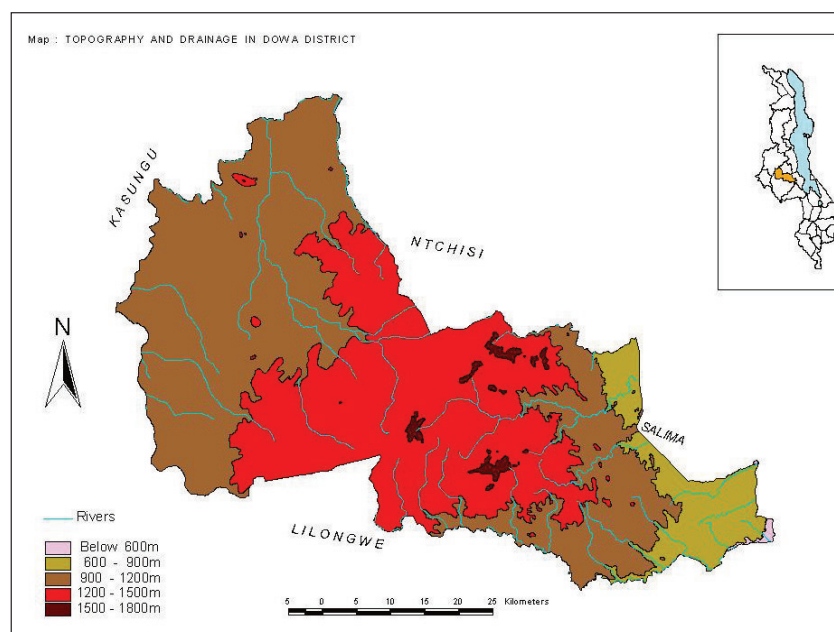 Map : TOPOGRAPHY AND DRAINAGE IN DOWA DISTRICT
KASUNGU
NTCHISI
N
SALIMA
LILONGWE
Rivers
Below 600m
600 - 900m
900 - 1200m
1200 - 1500m
1500 - 1800m
5 0 5 10 15 20 25 Kilometers